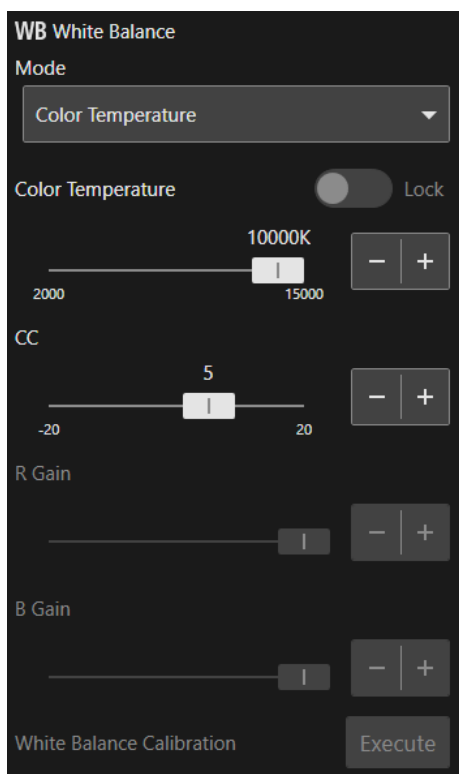 WB White Balance
Mode
Color Temperature
Color Temperature Lock
10000K
− +
2000 15000
CC
5
− +
-20 20
R Gain
− +
B Gain
− +
White Balance Calibration Execute